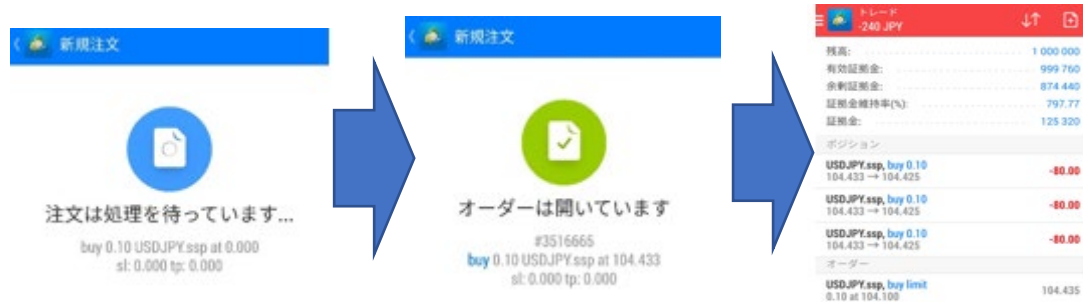 新規注文
注文は処理を待っています...
buy 0.10 USDJPY.ssp at 0.000
sl: 0.000 tp: 0.000
新規注文
オーダーは開いています
#3516665
buy 0.10 USDJPY.ssp at 104.433
sl: 0.000 tp: 0.000
トレード
-240 JPY
残高: 1 000 000
有効証拠金: 999 760
余剰証拠金: 874 440
証拠金維持率(%): 797.77
証拠金: 125 320
ポジション
USDJPY.ssp, buy 0.10
104.433 → 104.425 -80.00
USDJPY.ssp, buy 0.10
104.433 → 104.425 -80.00
USDJPY.ssp, buy 0.10
104.433 → 104.425 -80.00
オーダー
USDJPY.ssp, buy limit
0.10 at 104.100 104.435